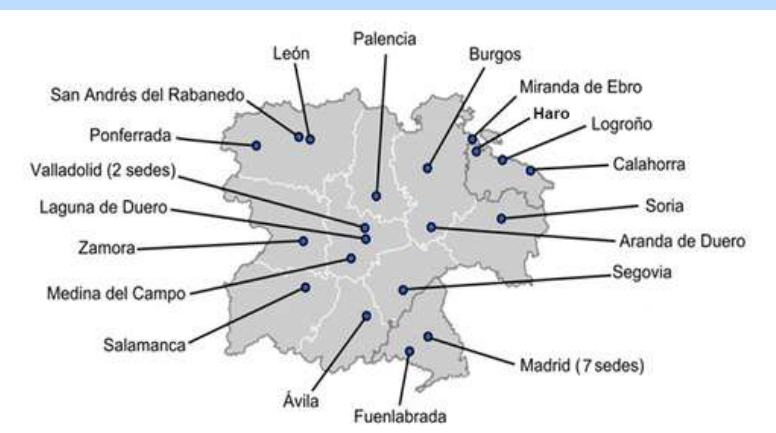 Palencia
León
Burgos
San Andrés del Rabanedo
Miranda de Ebro
Haro
Logroño
Ponferrada
Calahorra
Valladolid (2 sedes)
Laguna de Duero
Soria
Zamora
Aranda de Duero
Segovia
Medina del Campo
Salamanca
Madrid (7 sedes)
Ávila
Fuenlabrada